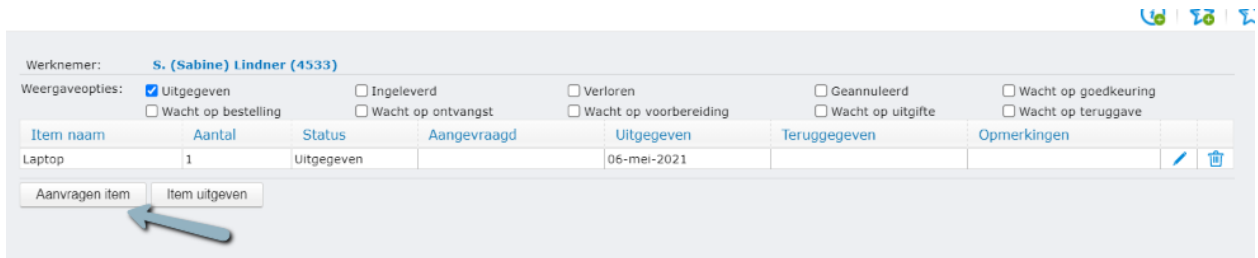 Werknemer: S. (Sabine) Lindner (4533)
Weergaveopties: Uitgegeven Ingeleverd Verloren Geannuleerd Wacht op goedkeuring
Wacht op bestelling Wacht op ontvangst Wacht op voorbereiding Wacht op uitgifte Wacht op teruggave
Item naam Aantal Status Aangevraagd Uitgegeven Teruggegeven Opmerkingen
Laptop 1 Uitgegeven 06-mei-2021
Aanvragen item Item uitgeven